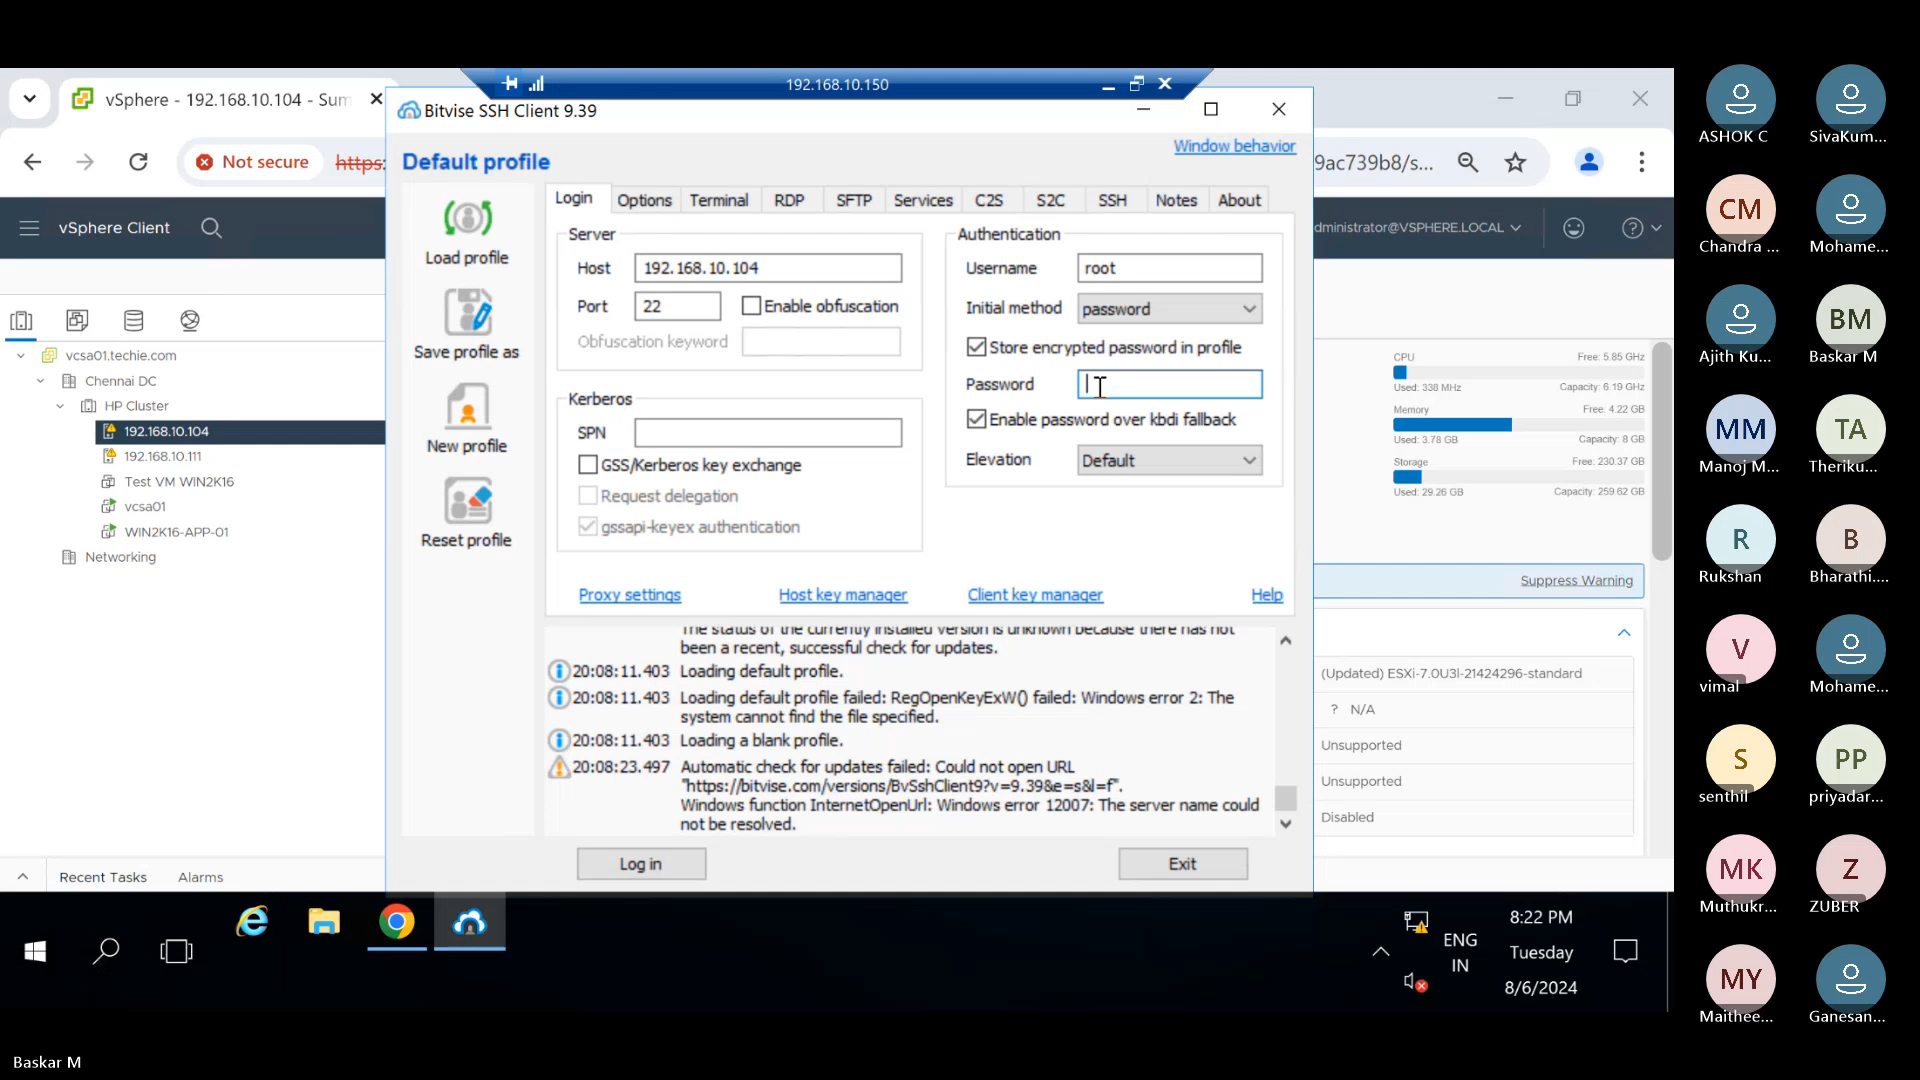 192.168.10.150
vSphere - 192.168.10.104 - Sum
Not secure
https:
9ac739b8/s...
vSphere Client
dministrator@VSPHERE.LOCAL
vcsa01.techie.com
Chennai DC
HP Cluster
192.168.10.104
192.168.10.111
Test VM WIN2K16
vcsa01
WIN2K16-APP-01
Networking
Recent Tasks
Alarms
Bitvise SSH Client 9.39
Default profile
Window behavior
Load profile
Save profile as
New profile
Reset profile
Login
Options
Terminal
RDP
SFTP
Services
C2S
S2C
SSH
Notes
About
Server
Host
192.168.10.104
Port
22
Enable obfuscation
Obfuscation keyword
Kerberos
SPN
GSS/Kerberos key exchange
Request delegation
gssapi-keyex authentication
Authentication
Username
root
Initial method
password
Store encrypted password in profile
Password
Enable password over kbdi fallback
Elevation
Default
Proxy settings
Host key manager
Client key manager
Help
The status of the currently installed version is unknown because there has not
been a recent, successful check for updates.
20:08:11.403 Loading default profile.
20:08:11.403 Loading default profile failed: RegOpenKeyExW() failed: Windows error 2: The
system cannot find the file specified.
20:08:11.403 Loading a blank profile.
20:08:23.497 Automatic check for updates failed: Could not open URL
"https://bitvise.com/versions/BvSshClient9?v=9.39&e=s&l=f".
Windows function InternetOpenUrl: Windows error 12007: The server name could
not be resolved.
Log in
Exit
CPU
Free: 5.85 GHz
Used: 338 MHz
Capacity: 6.19 GHz
Memory
Free: 4.22 GB
Used: 3.78 GB
Capacity: 8 GB
Storage
Free: 230.37 GB
Used: 29.26 GB
Capacity: 259.62 GB
Suppress Warning
(Updated) ESXi-7.0U3l-21424296-standard
? N/A
Unsupported
Unsupported
Disabled
ENG
IN
8:22 PM
Tuesday
8/6/2024
ASHOK C
SivaKum...
CM
Chandra ...
Mohame...
Ajith Ku...
BM
Baskar M
MM
Manoj M...
TA
Theriku...
R
Rukshan
B
Bharathi....
V
vimal
Mohame...
S
senthil
PP
priyadar...
MK
Muthukr...
Z
ZUBER
MY
Maithee...
Ganesan...
Baskar M